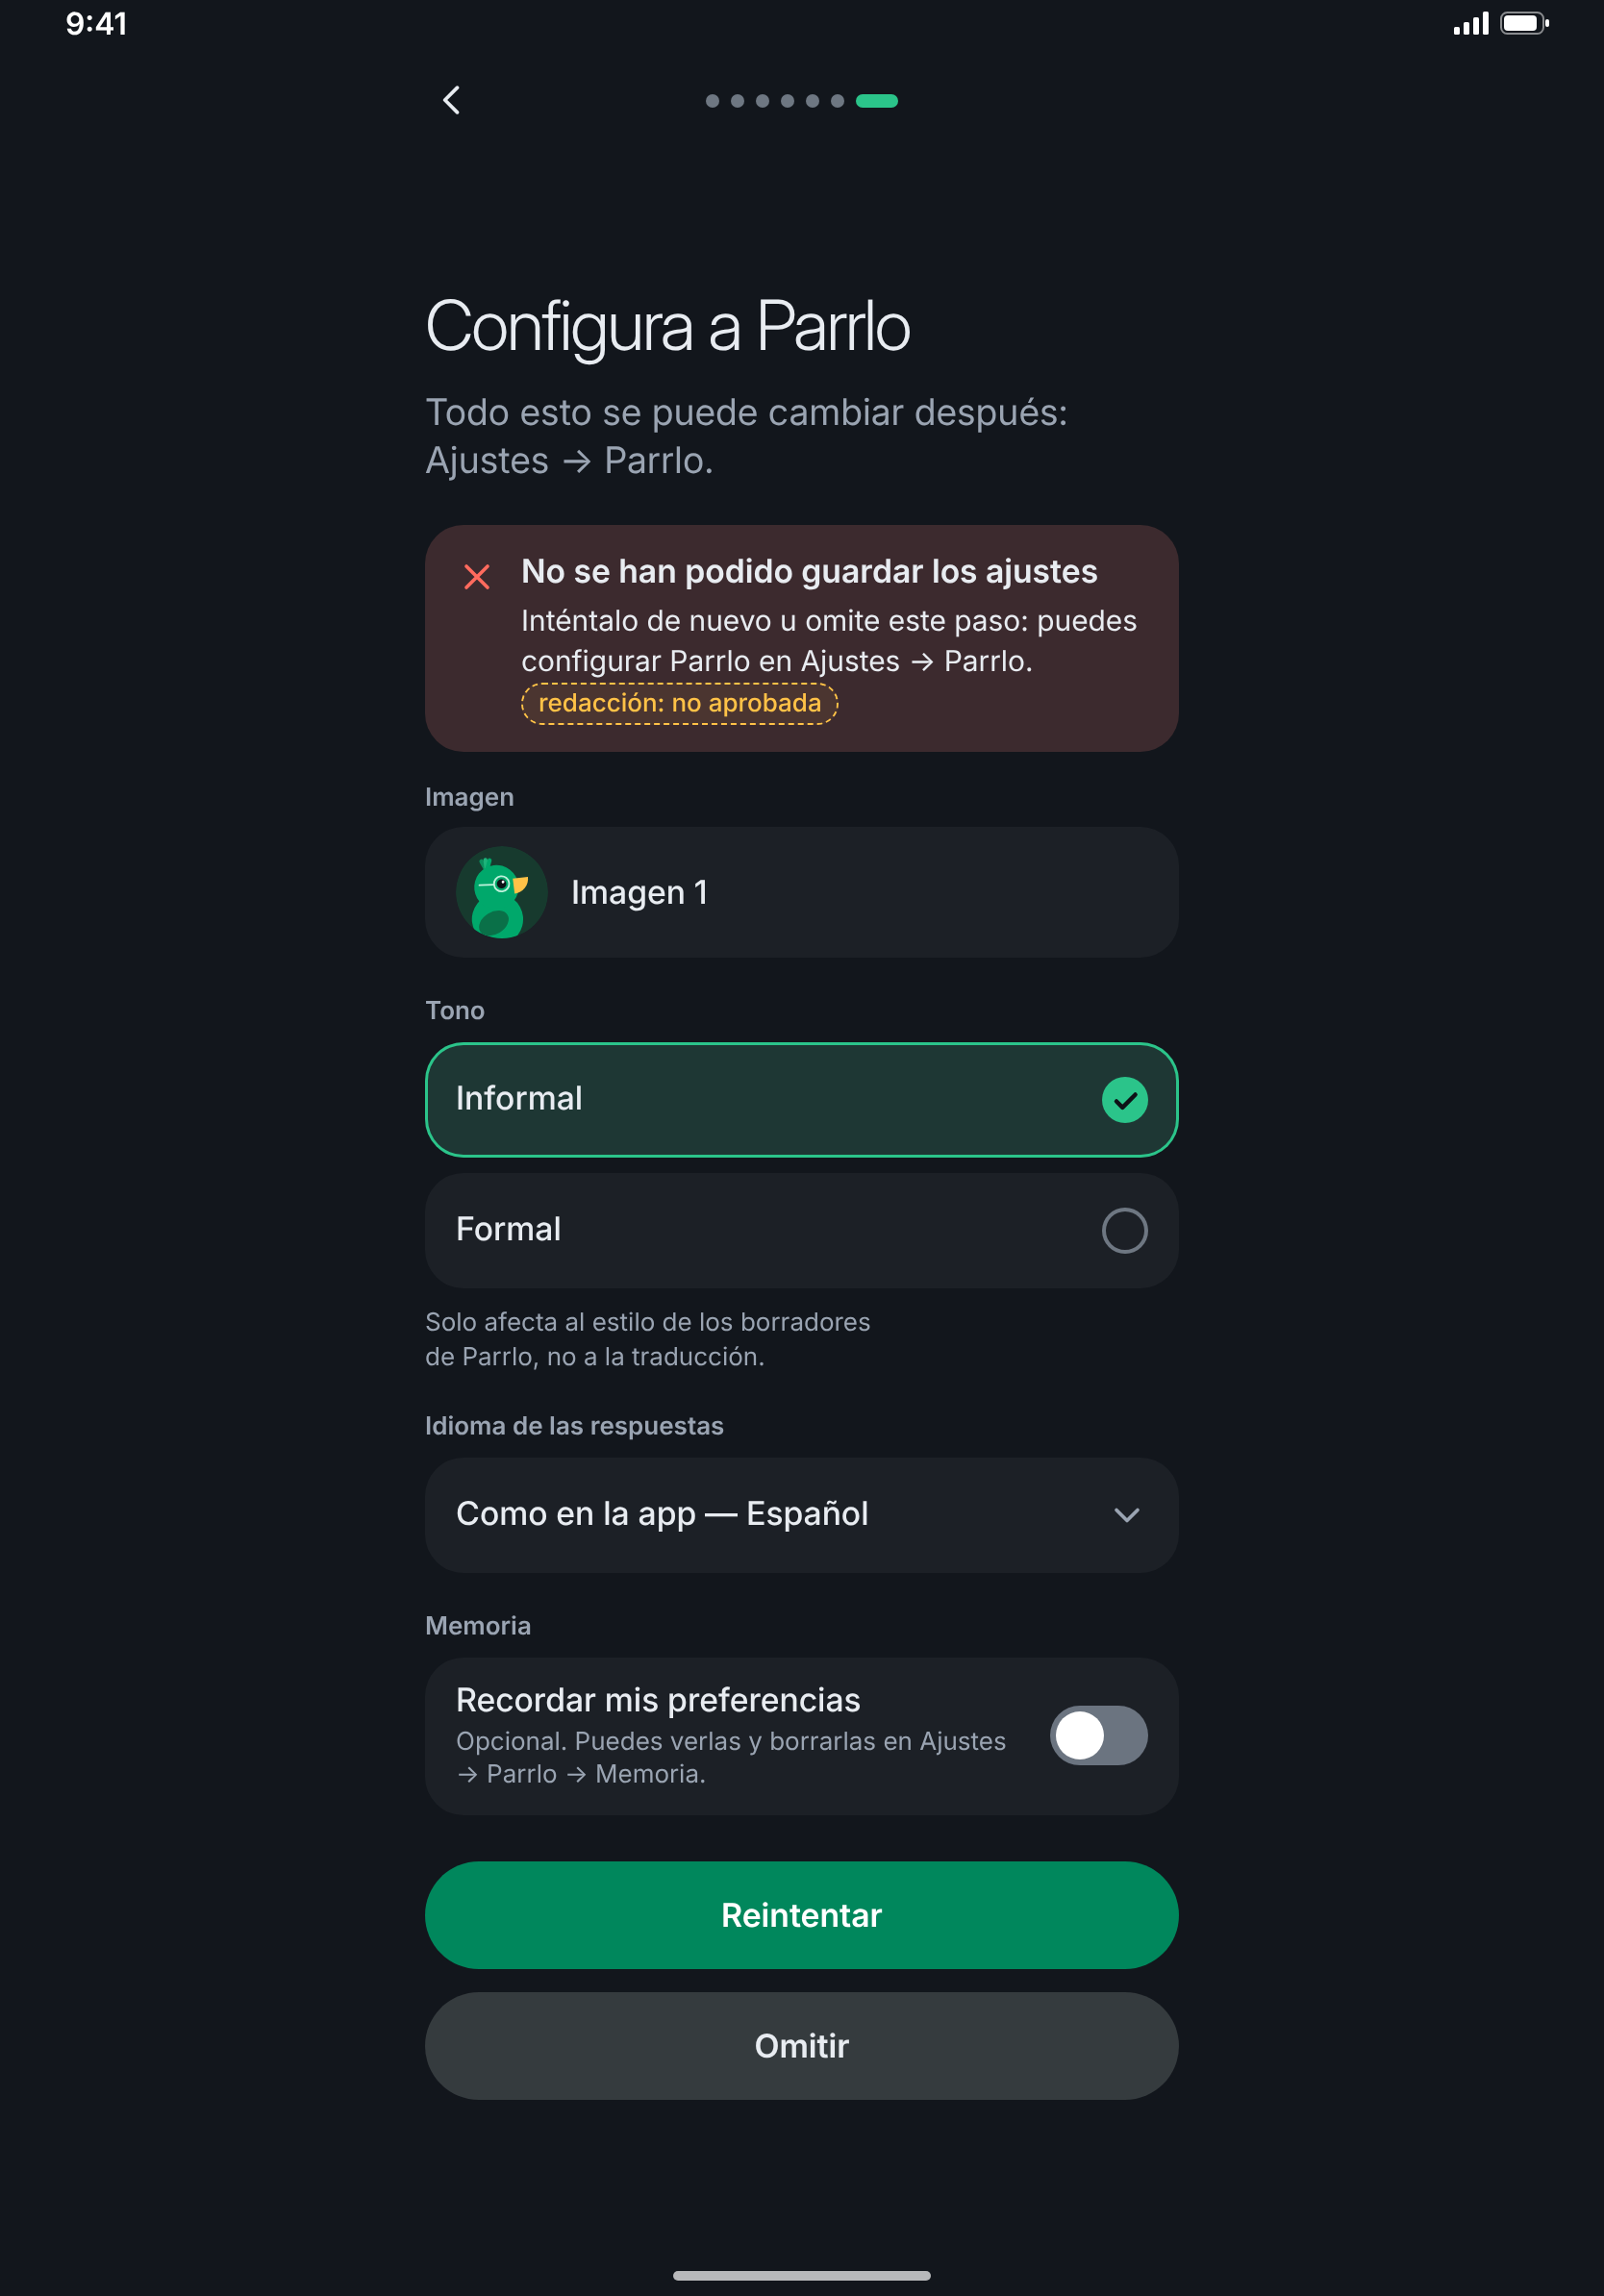 9:41
Configura a Parrlo
Todo esto se puede cambiar después:
Ajustes → Parrlo.
No se han podido guardar los ajustes
Inténtalo de nuevo u omite este paso: puedes
configurar Parrlo en Ajustes → Parrlo.
redacción: no aprobada
Imagen
Imagen 1
Tono
Informal
Formal
Solo afecta al estilo de los borradores
de Parrlo, no a la traducción.
Idioma de las respuestas
Como en la app — Español
Memoria
Recordar mis preferencias
Opcional. Puedes verlas y borrarlas en Ajustes
→ Parrlo → Memoria.
Reintentar
Omitir